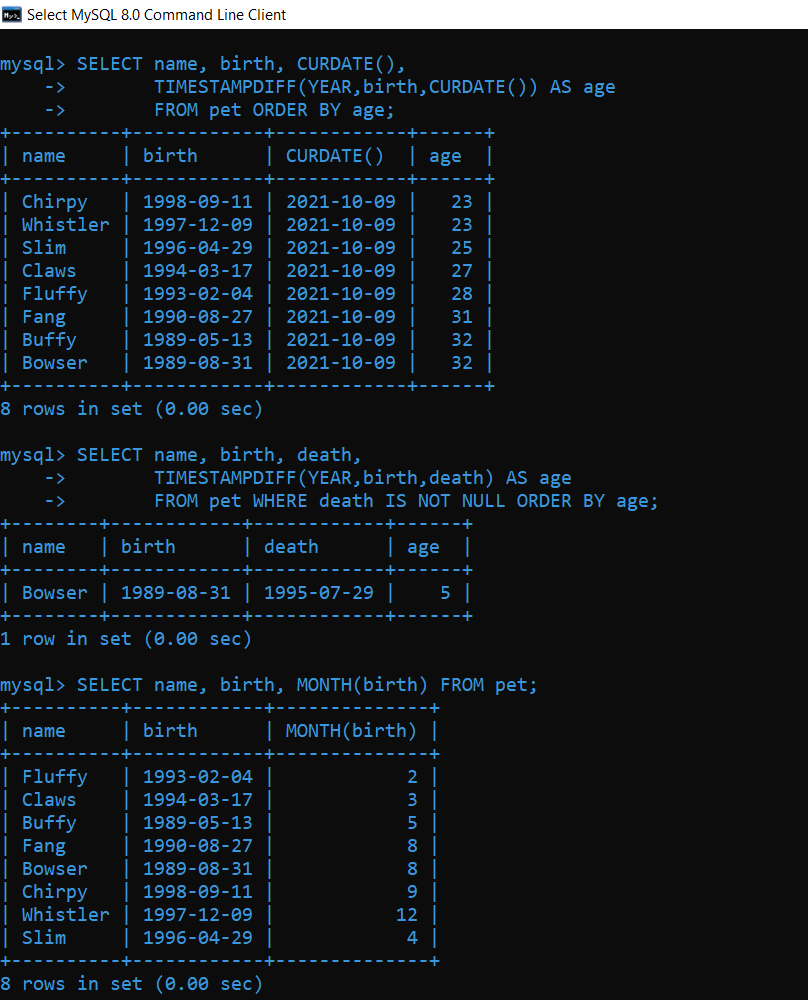 Select MySQL 8.0 Command Line Client
mysql> SELECT name, birth, CURDATE(),
    ->        TIMESTAMPDIFF(YEAR,birth,CURDATE()) AS age
    ->        FROM pet ORDER BY age;
+----------+------------+------------+------+
| name     | birth      | CURDATE()  | age  |
+----------+------------+------------+------+
| Chirpy   | 1998-09-11 | 2021-10-09 |   23 |
| Whistler | 1997-12-09 | 2021-10-09 |   23 |
| Slim     | 1996-04-29 | 2021-10-09 |   25 |
| Claws    | 1994-03-17 | 2021-10-09 |   27 |
| Fluffy   | 1993-02-04 | 2021-10-09 |   28 |
| Fang     | 1990-08-27 | 2021-10-09 |   31 |
| Buffy    | 1989-05-13 | 2021-10-09 |   32 |
| Bowser   | 1989-08-31 | 2021-10-09 |   32 |
+----------+------------+------------+------+
8 rows in set (0.00 sec)
mysql> SELECT name, birth, death,
    ->        TIMESTAMPDIFF(YEAR,birth,death) AS age
    ->        FROM pet WHERE death IS NOT NULL ORDER BY age;
+--------+------------+------------+------+
| name   | birth      | death      | age  |
+--------+------------+------------+------+
| Bowser | 1989-08-31 | 1995-07-29 |    5 |
+--------+------------+------------+------+
1 row in set (0.00 sec)
mysql> SELECT name, birth, MONTH(birth) FROM pet;
+----------+------------+--------------+
| name     | birth      | MONTH(birth) |
+----------+------------+--------------+
| Fluffy   | 1993-02-04 |            2 |
| Claws    | 1994-03-17 |            3 |
| Buffy    | 1989-05-13 |            5 |
| Fang     | 1990-08-27 |            8 |
| Bowser   | 1989-08-31 |            8 |
| Chirpy   | 1998-09-11 |            9 |
| Whistler | 1997-12-09 |           12 |
| Slim     | 1996-04-29 |            4 |
+----------+------------+--------------+
8 rows in set (0.00 sec)